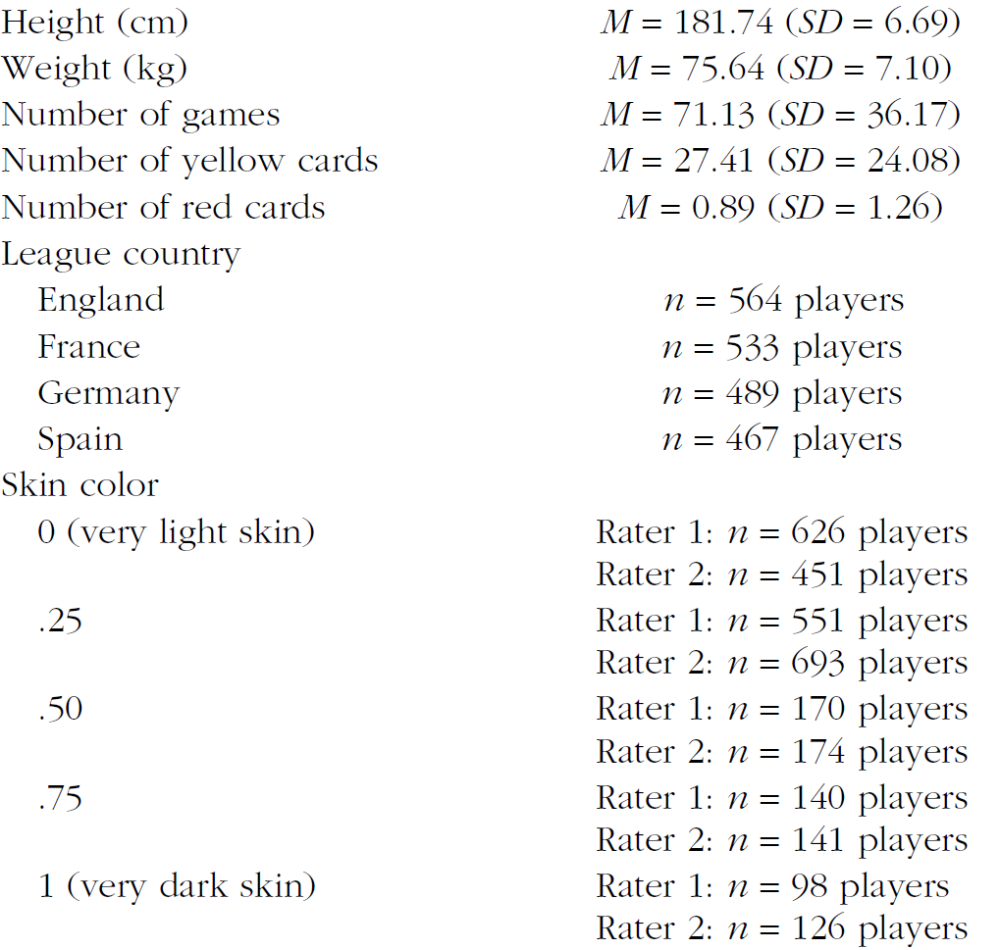 Height (cm) M = 181.74 (SD = 6.69)
Weight (kg) M = 75.64 (SD = 7.10)
Number of games M = 71.13 (SD = 36.17)
Number of yellow cards M = 27.41 (SD = 24.08)
Number of red cards M = 0.89 (SD = 1.26)
League country
England n = 564 players
France n = 533 players
Germany n = 489 players
Spain n = 467 players
Skin color
0 (very light skin) Rater 1: n = 626 players
Rater 2: n = 451 players
.25 Rater 1: n = 551 players
Rater 2: n = 693 players
.50 Rater 1: n = 170 players
Rater 2: n = 174 players
.75 Rater 1: n = 140 players
Rater 2: n = 141 players
1 (very dark skin) Rater 1: n = 98 players
Rater 2: n = 126 players